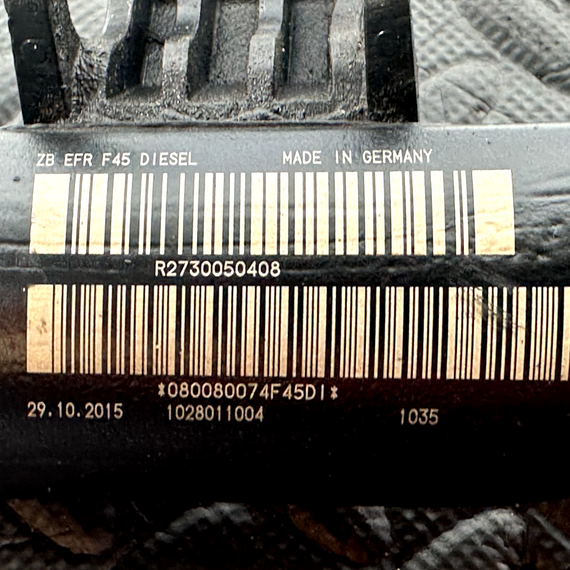 ZB EFR F45 DIESEL MADE IN GERMANY
R2730050408
*080080074F45DI*
29.10.2015 1028011004 1035